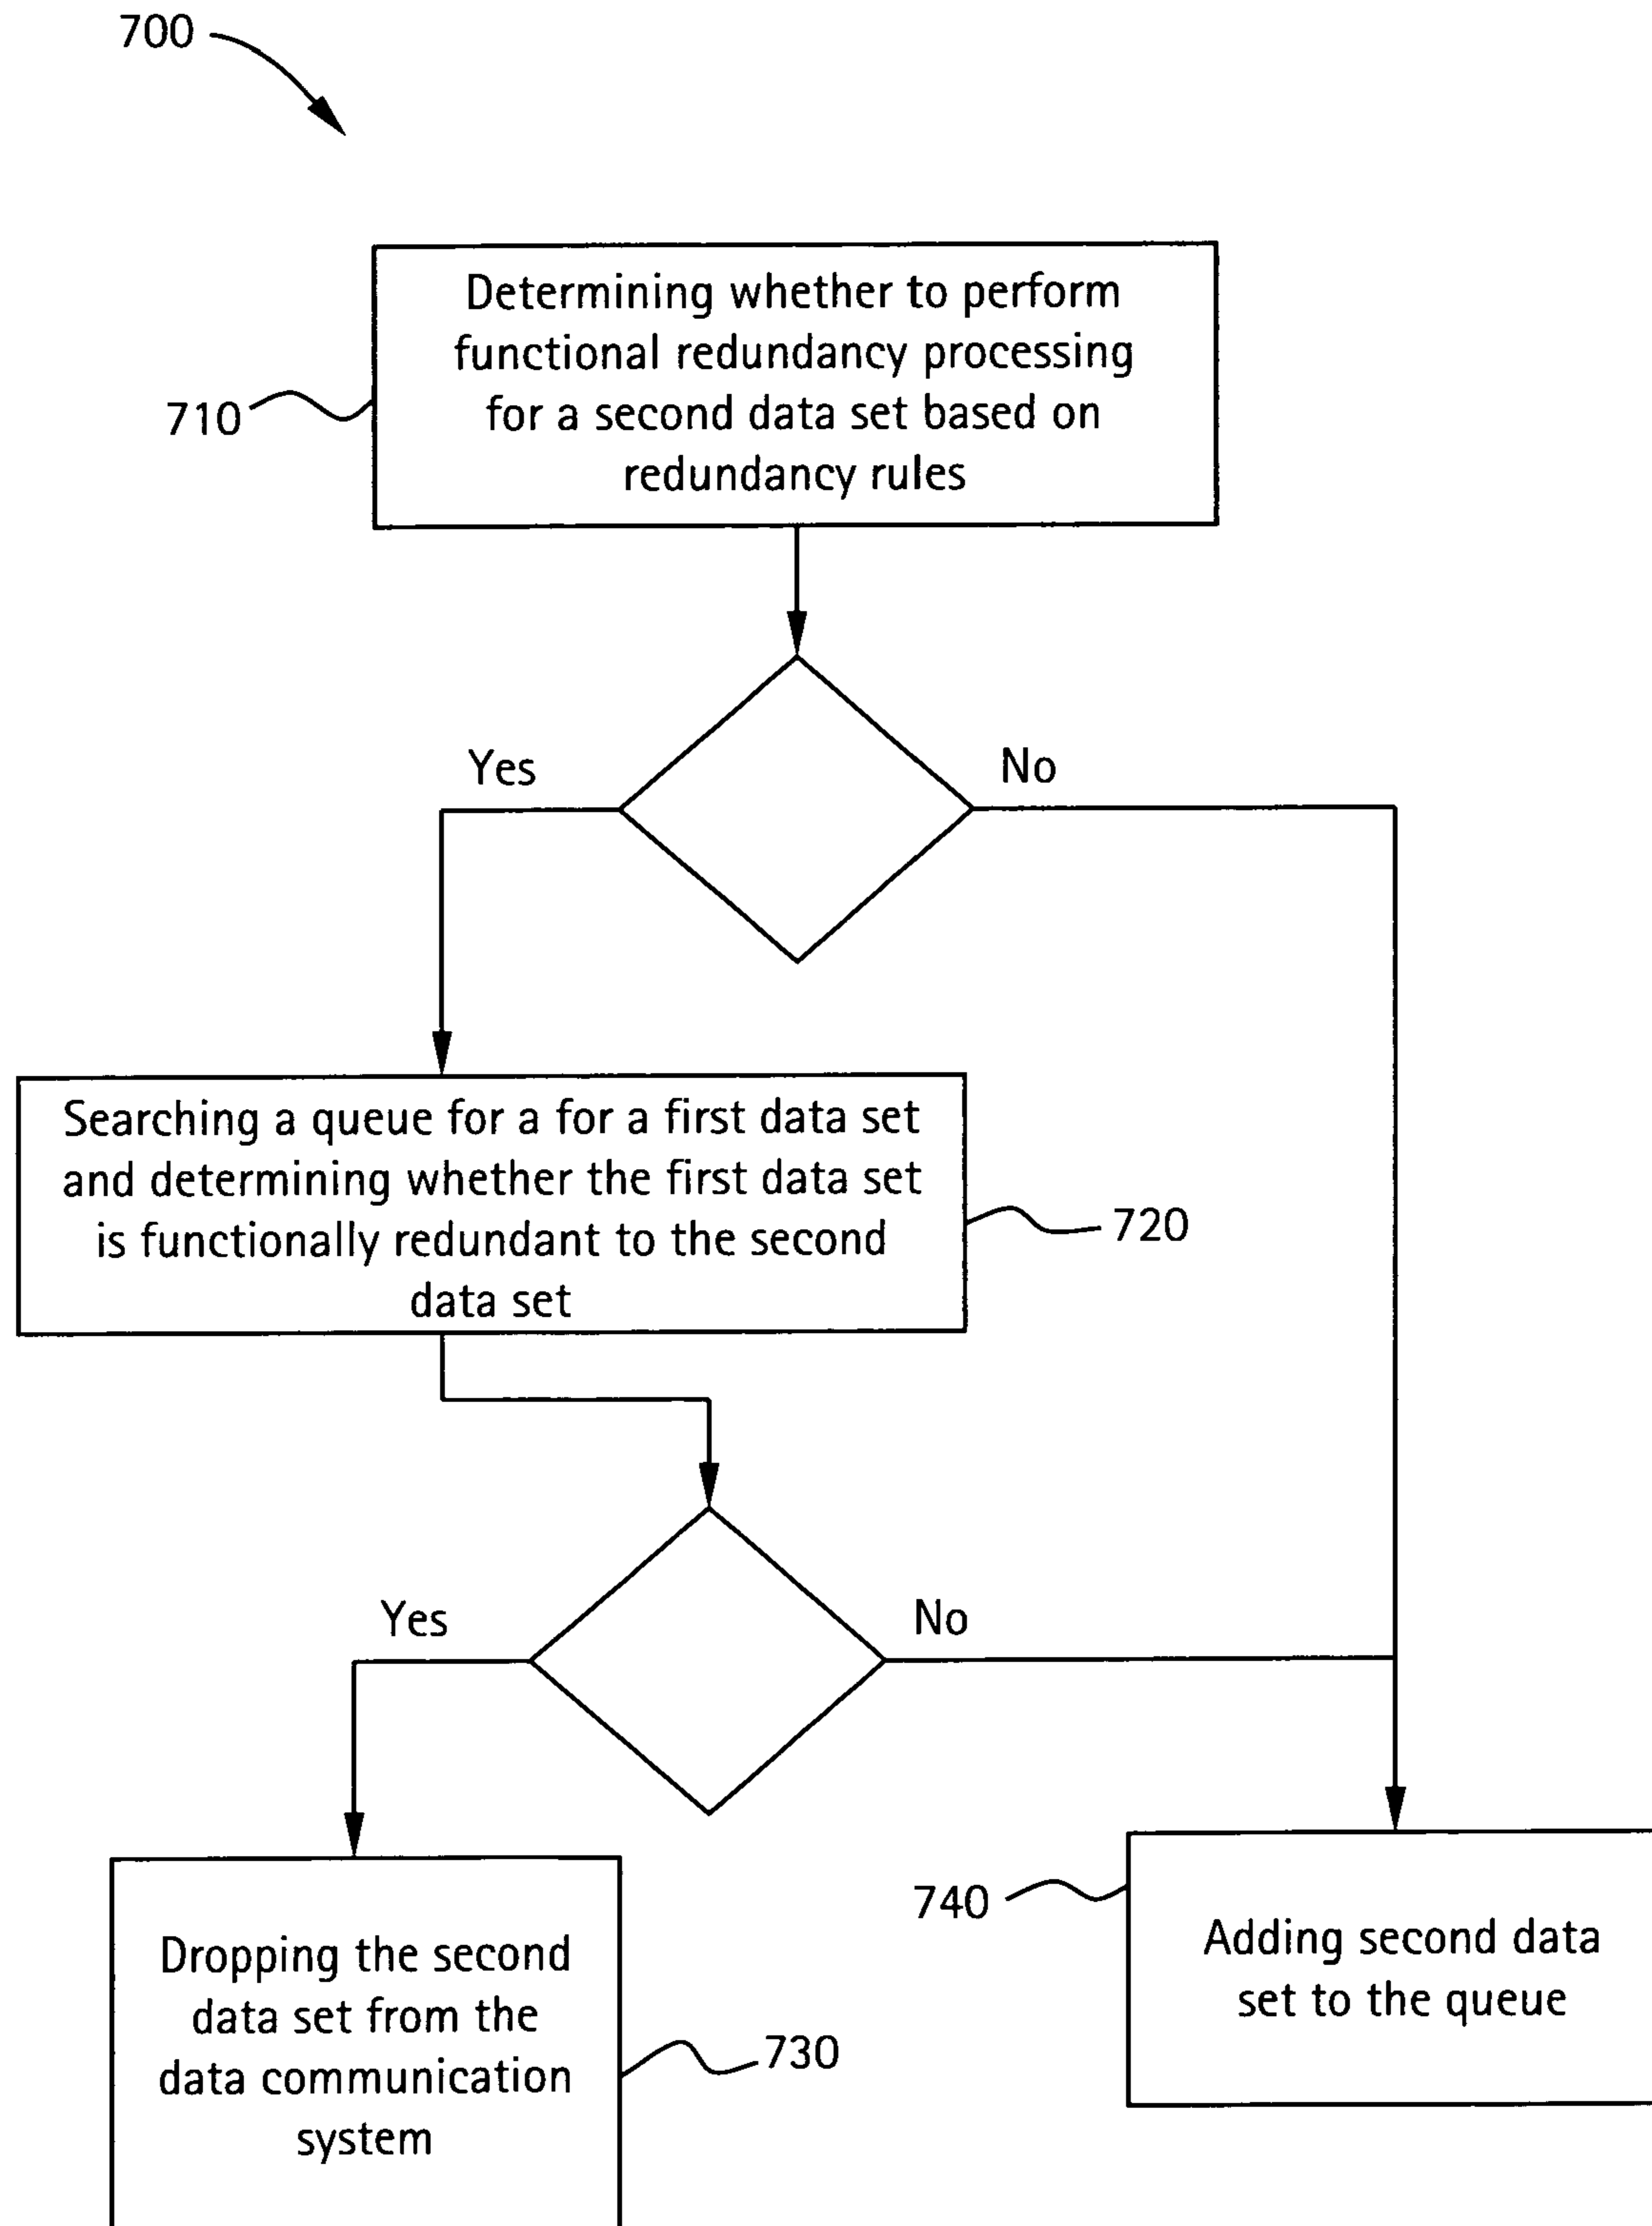 700
Determining whether to perform
functional redundancy processing
for a second data set based on
redundancy rules
710
Yes
No
Searching a queue for a for a first data set
and determining whether the first data set
is functionally redundant to the second
data set
720
Yes
No
Dropping the second
data set from the
data communication
system
730
740
Adding second data
set to the queue